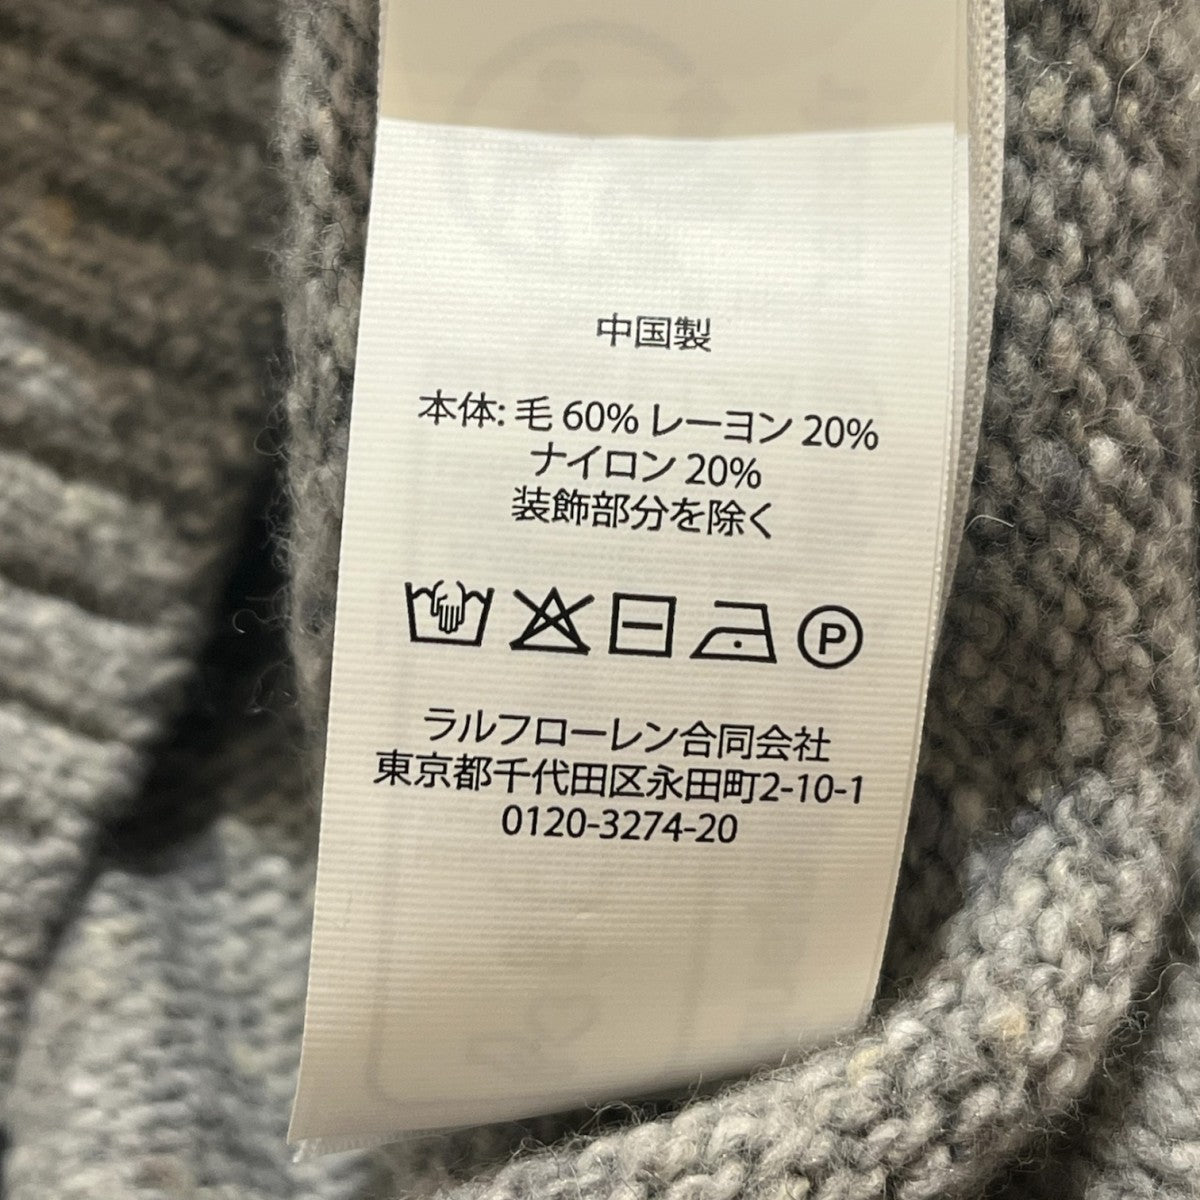 中国製
本体: 毛 60% レーヨン 20%
ナイロン 20%
装飾部分を除く
P
ラルフローレン合同会社
東京都千代田区永田町2-10-1
0120-3274-20